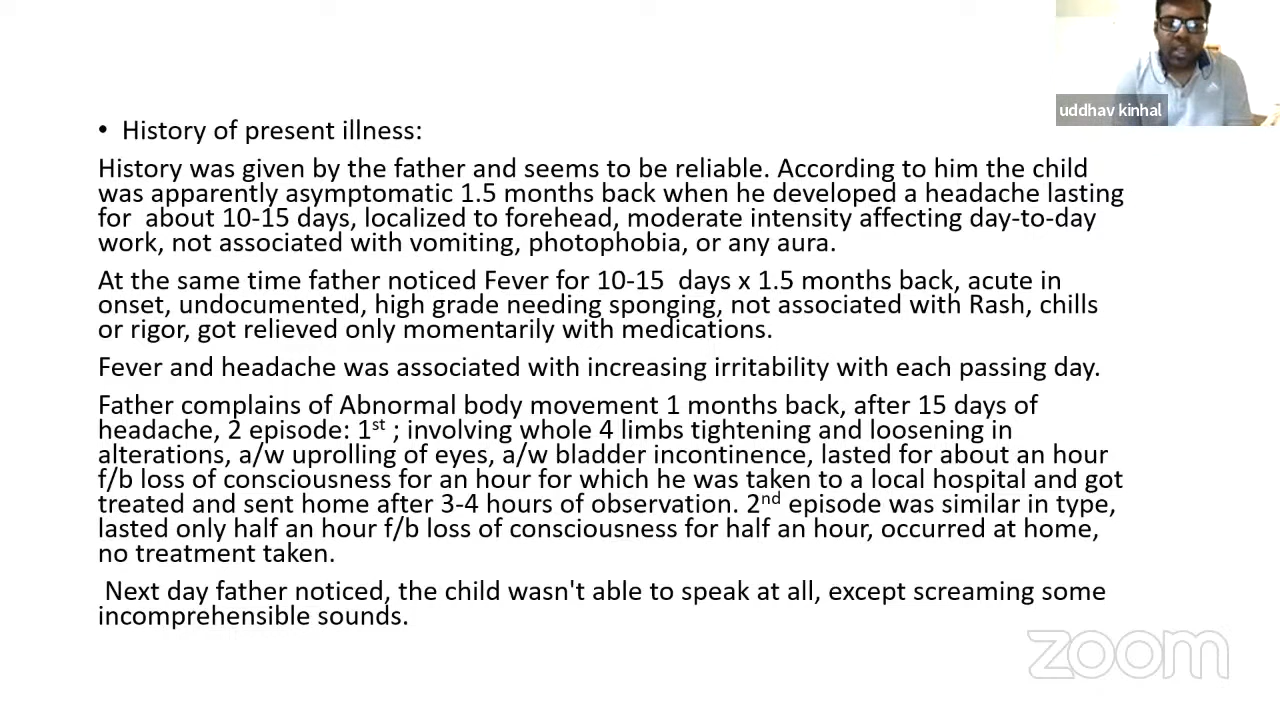 uddhav kinhal
• History of present illness:
History was given by the father and seems to be reliable. According to him the child
was apparently asymptomatic 1.5 months back when he developed a headache lasting
for  about 10-15 days, localized to forehead, moderate intensity affecting day-to-day
work, not associated with vomiting, photophobia, or any aura.
At the same time father noticed Fever for 10-15  days x 1.5 months back, acute in
onset, undocumented, high grade needing sponging, not associated with Rash, chills
or rigor, got relieved only momentarily with medications.
Fever and headache was associated with increasing irritability with each passing day.
Father complains of Abnormal body movement 1 months back, after 15 days of
headache, 2 episode: 1st ; involving whole 4 limbs tightening and loosening in
alterations, a/w uprolling of eyes, a/w bladder incontinence, lasted for about an hour
f/b loss of consciousness for an hour for which he was taken to a local hospital and got
treated and sent home after 3-4 hours of observation. 2nd episode was similar in type,
lasted only half an hour f/b loss of consciousness for half an hour, occurred at home,
no treatment taken.
Next day father noticed, the child wasn't able to speak at all, except screaming some
incomprehensible sounds.
zoom